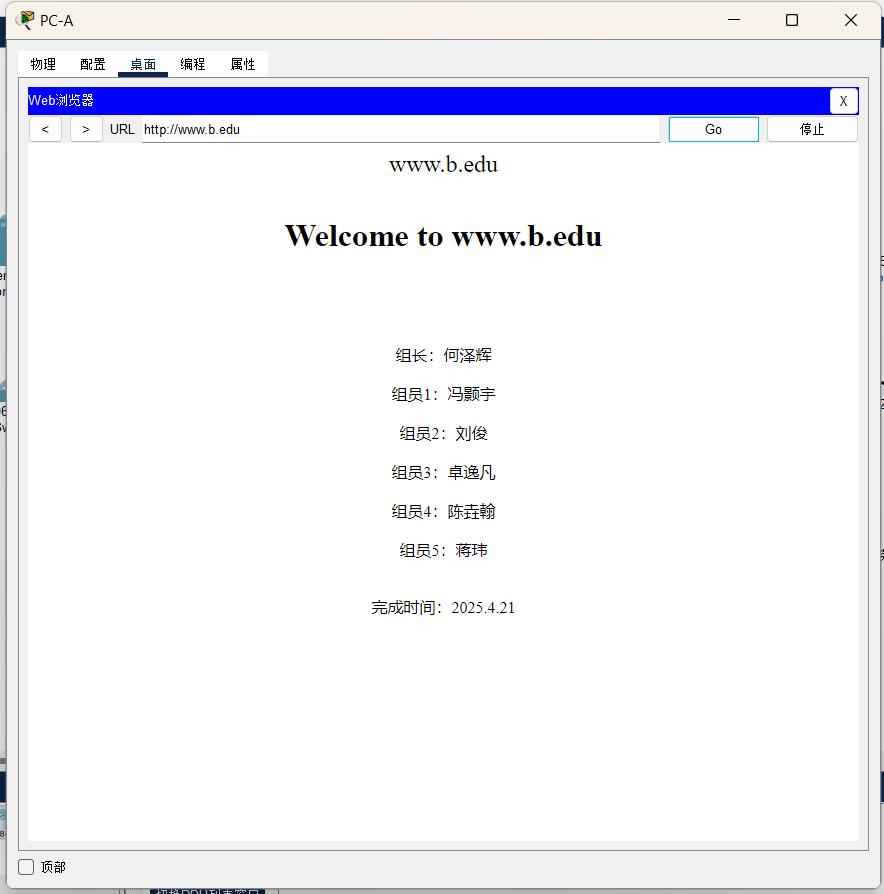 PC-A
物理 配置 桌面 编程 属性
Web浏览器 X
< > URL http://www.b.edu Go 停止
www.b.edu
Welcome to www.b.edu
组长：何泽辉
组员1：冯颢宇
组员2：刘俊
组员3：卓逸凡
组员4：陈垚翰
组员5：蒋玮
完成时间：2025.4.21
顶部